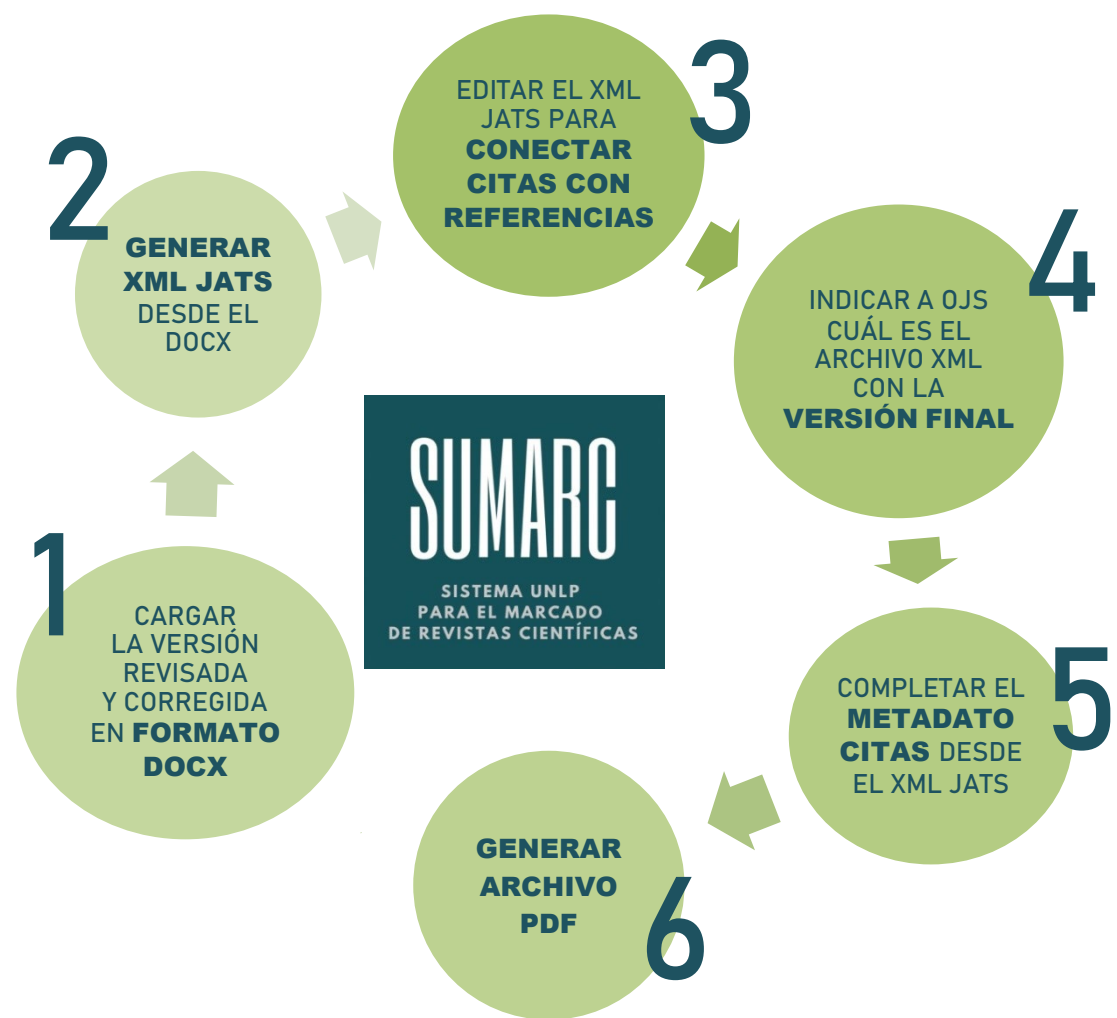 1
CARGAR
LA VERSIÓN
REVISADA
Y CORREGIDA
EN FORMATO
DOCX
2
GENERAR
XML JATS
DESDE EL
DOCX
3
EDITAR EL XML
JATS PARA
CONECTAR
CITAS CON
REFERENCIAS
4
INDICAR A OJS
CUÁL ES EL
ARCHIVO XML
CON LA
VERSIÓN FINAL
5
COMPLETAR EL
METADATO
CITAS DESDE
EL XML JATS
6
GENERAR
ARCHIVO
PDF
SUMARC
SISTEMA UNLP
PARA EL MARCADO
DE REVISTAS CIENTÍFICAS